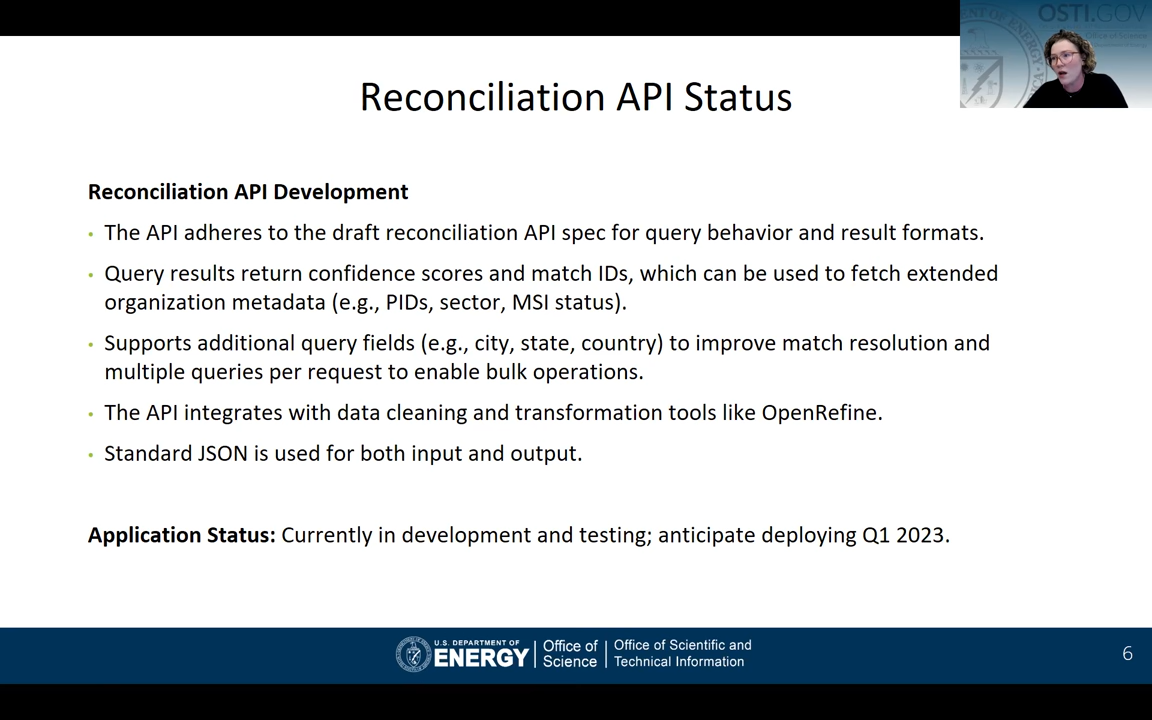 OSTI.GOV
Office of Science
Reconciliation API Status
Reconciliation API Development
• The API adheres to the draft reconciliation API spec for query behavior and result formats.
• Query results return confidence scores and match IDs, which can be used to fetch extended
organization metadata (e.g., PIDs, sector, MSI status).
• Supports additional query fields (e.g., city, state, country) to improve match resolution and
multiple queries per request to enable bulk operations.
• The API integrates with data cleaning and transformation tools like OpenRefine.
• Standard JSON is used for both input and output.
Application Status: Currently in development and testing; anticipate deploying Q1 2023.
U.S. DEPARTMENT OF
ENERGY
Office of
Science
Office of Scientific and
Technical Information
6